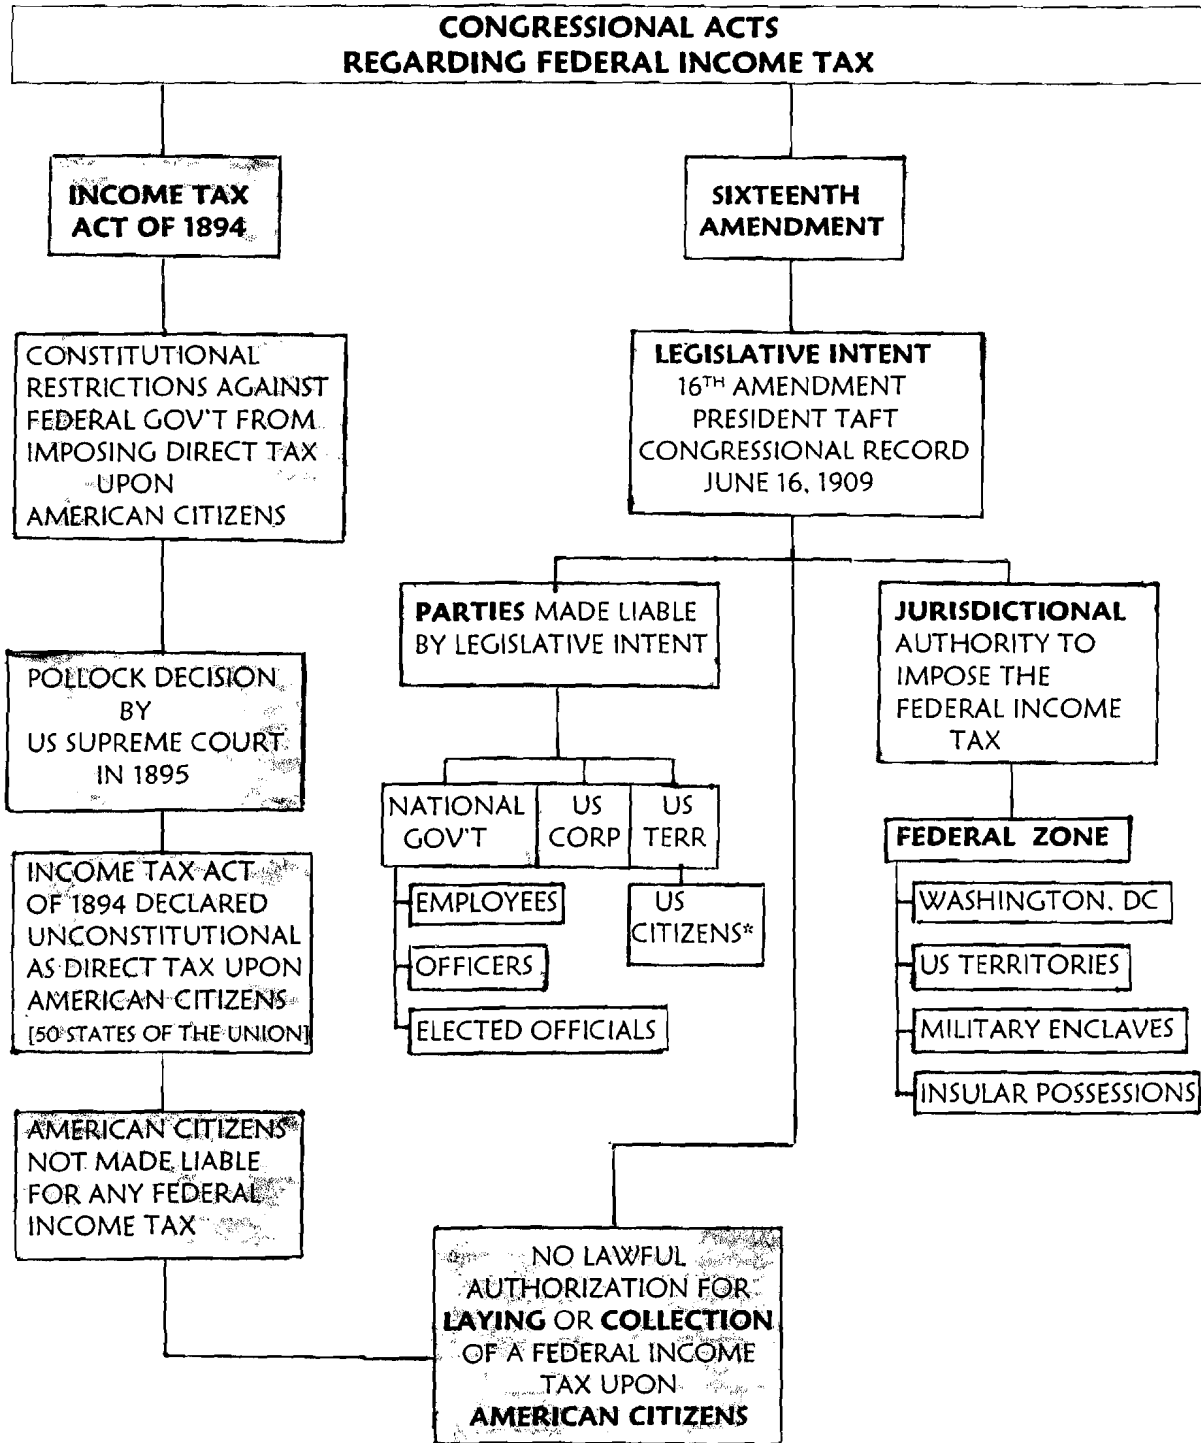 CONGRESSIONAL ACTS
REGARDING FEDERAL INCOME TAX
INCOME TAX
ACT OF 1894
CONSTITUTIONAL
RESTRICTIONS AGAINST
FEDERAL GOV'T FROM
IMPOSING DIRECT TAX
UPON
AMERICAN CITIZENS
POLLOCK DECISION
BY
US SUPREME COURT
IN 1895
INCOME TAX ACT
OF 1894 DECLARED
UNCONSTITUTIONAL
AS DIRECT TAX UPON
AMERICAN CITIZENS
[50 STATES OF THE UNION]
AMERICAN CITIZENS
NOT MADE LIABLE
FOR ANY FEDERAL
INCOME TAX
SIXTEENTH
AMENDMENT
LEGISLATIVE INTENT
16TH AMENDMENT
PRESIDENT TAFT
CONGRESSIONAL RECORD
JUNE 16, 1909
PARTIES MADE LIABLE
BY LEGISLATIVE INTENT
NATIONAL
GOV'T
US
CORP
US
TERR
EMPLOYEES
OFFICERS
ELECTED OFFICIALS
US
CITIZENS*
JURISDICTIONAL
AUTHORITY TO
IMPOSE THE
FEDERAL INCOME
TAX
FEDERAL ZONE
WASHINGTON, DC
US TERRITORIES
MILITARY ENCLAVES
INSULAR POSSESSIONS
NO LAWFUL
AUTHORIZATION FOR
LAYING OR COLLECTION
OF A FEDERAL INCOME
TAX UPON
AMERICAN CITIZENS